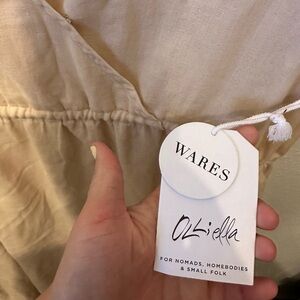 WARES
OLLiella
FOR NOMADS, HOMEBODIES
& SMALL FOLK